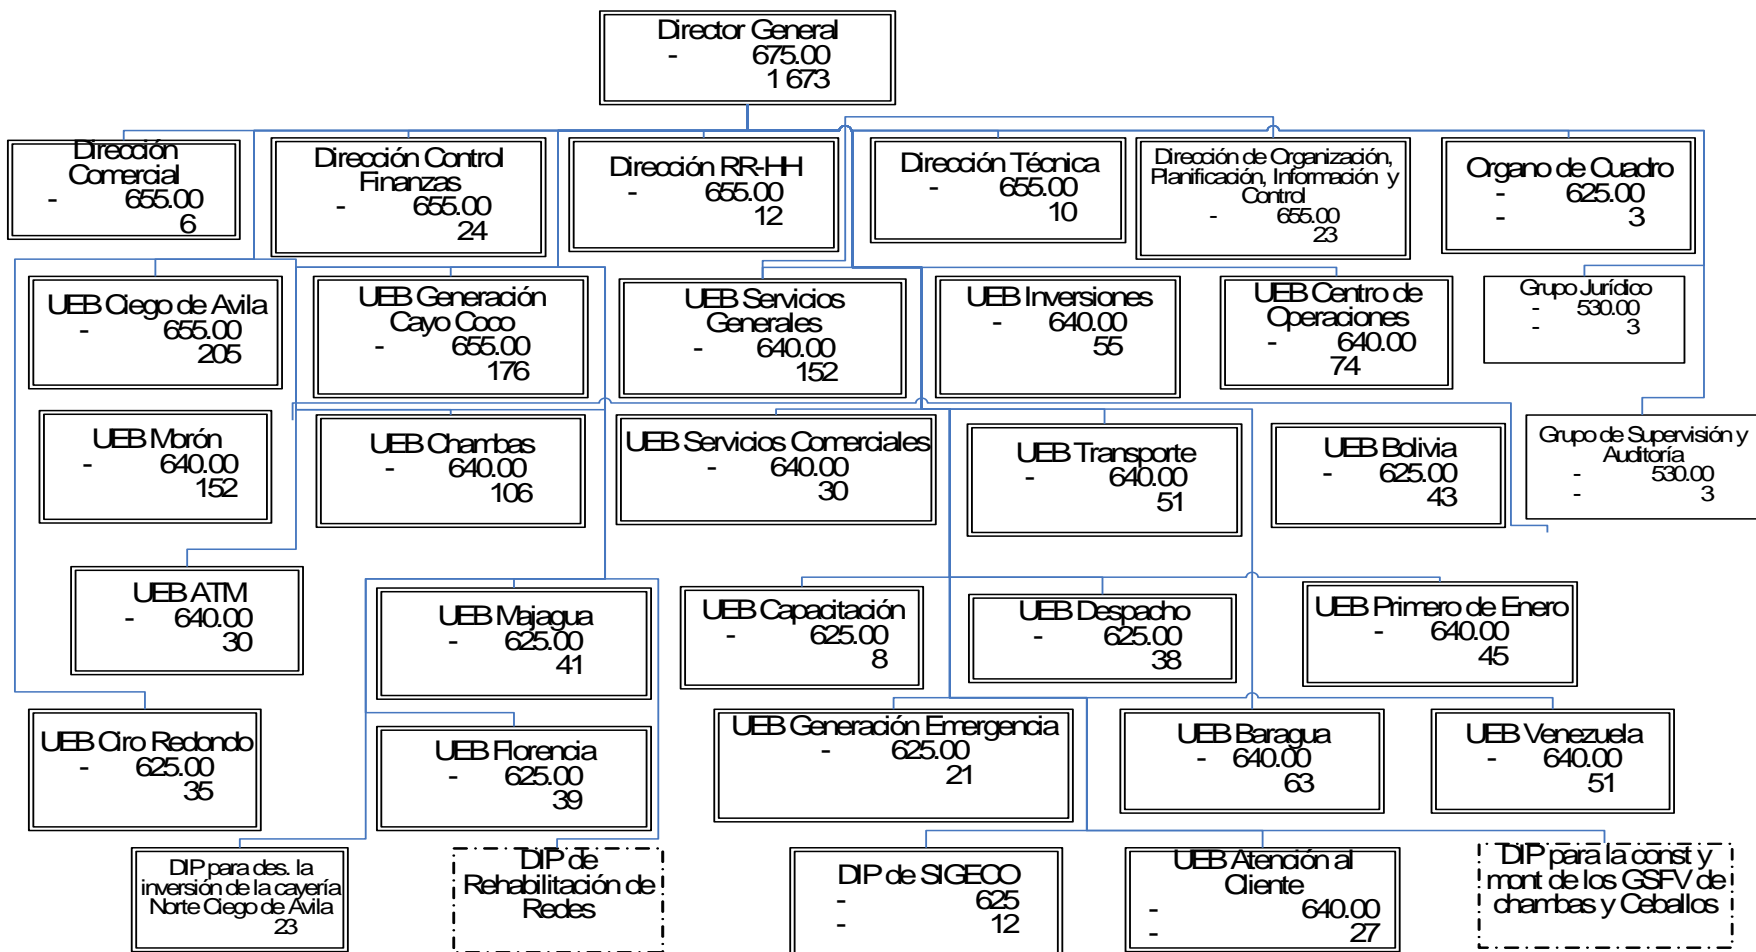 Director General
- 675.00
1 673
Dirección
Comercial
- 655.00
6
Dirección Control
Finanzas
- 655.00
24
Dirección RR-HH
- 655.00
12
Dirección Técnica
- 655.00
10
Dirección de Organización,
Planificación, Información y
Control
- 655.00
23
Organo de Cuadro
- 625.00
- 3
UEB Ciego de Avila
- 655.00
205
UEB Generación
Cayo Coco
- 655.00
176
UEB Servicios
Generales
- 640.00
152
UEB Inversiones
- 640.00
55
UEB Centro de
Operaciones
- 640.00
74
Grupo Jurídico
- 530.00
- 3
UEB Morón
- 640.00
152
UEB Chambas
- 640.00
106
UEB Servicios Comerciales
- 640.00
30
UEB Transporte
- 640.00
51
UEB Bolivia
- 625.00
43
Grupo de Supervisión y
Auditoría
- 530.00
- 3
UEB ATM
- 640.00
30
UEB Majagua
- 625.00
41
UEB Capacitación
- 625.00
8
UEB Despacho
- 625.00
38
UEB Primero de Enero
- 640.00
45
UEB Ciro Redondo
- 625.00
35
UEB Florencia
- 625.00
39
UEB Generación Emergencia
- 625.00
21
UEB Baragua
- 640.00
63
UEB Venezuela
- 640.00
51
DIP para des. la
inversión de la cayería
Norte Ciego de Avila
23
DIP de
Rehabilitación de
Redes
DIP de SIGECO
- 625
- 12
UEB Atención al
Cliente
- 640.00
- 27
DIP para la const y
mont de los GSFV de
chambas y Ceballos